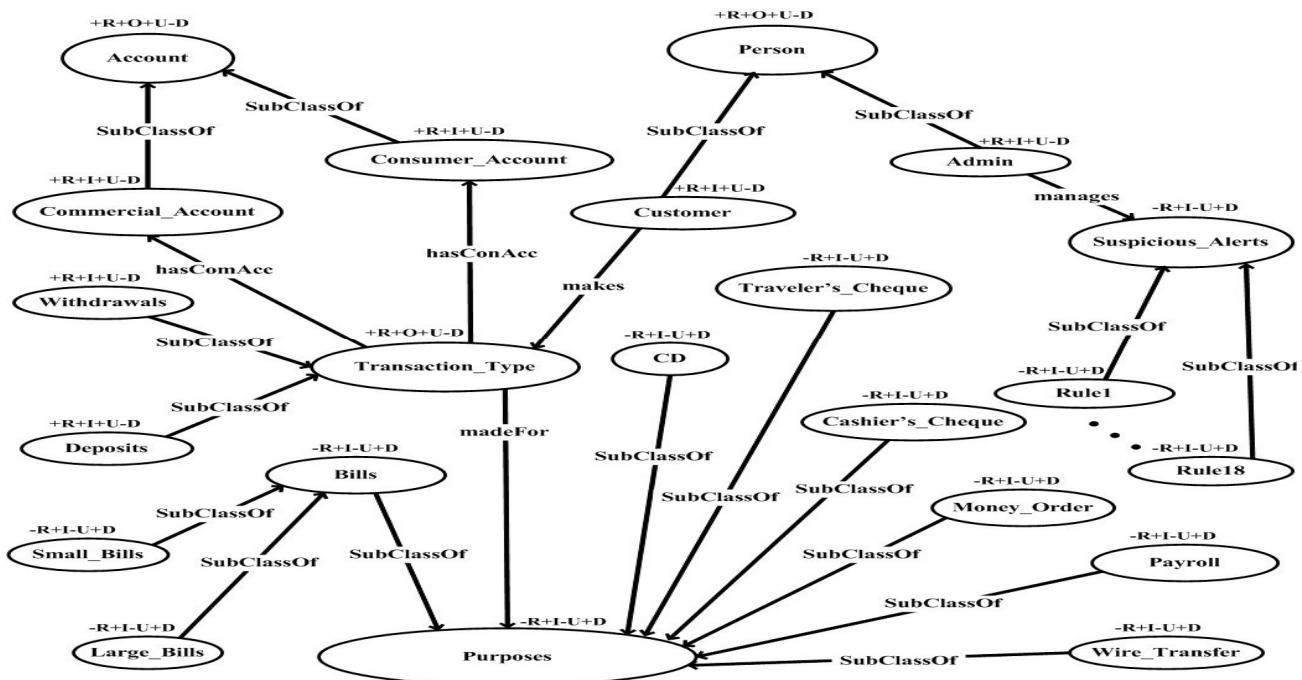 +R+O+U-D
Account
+R+O+U-D
Person
SubClassOf
SubClassOf
SubClassOf
SubClassOf
+R+I+U-D
Consumer_Account
+R+I+U-D
Admin
+R+I+U-D
Commercial_Account
+R+I+U-D
Customer
manages
-R+I-U+D
Suspicious_Alerts
hasComAcc
hasConAcc
makes
+R+I+U-D
Withdrawals
-R+I-U+D
Traveler's_Cheque
SubClassOf
SubClassOf
+R+O+U-D
Transaction_Type
-R+I-U+D
CD
SubClassOf
-R+I-U+D
Rule1
SubClassOf
+R+I+U-D
Deposits
madeFor
-R+I-U+D
Cashier's_Cheque
-R+I-U+D
Rule18
-R+I-U+D
Bills
SubClassOf
SubClassOf
SubClassOf
-R+I-U+D
Money_Order
SubClassOf
-R+I-U+D
Small_Bills
SubClassOf
SubClassOf
SubClassOf
-R+I-U+D
Payroll
SubClassOf
-R+I-U+D
Large_Bills
-R+I-U+D
Purposes
SubClassOf
-R+I-U+D
Wire_Transfer